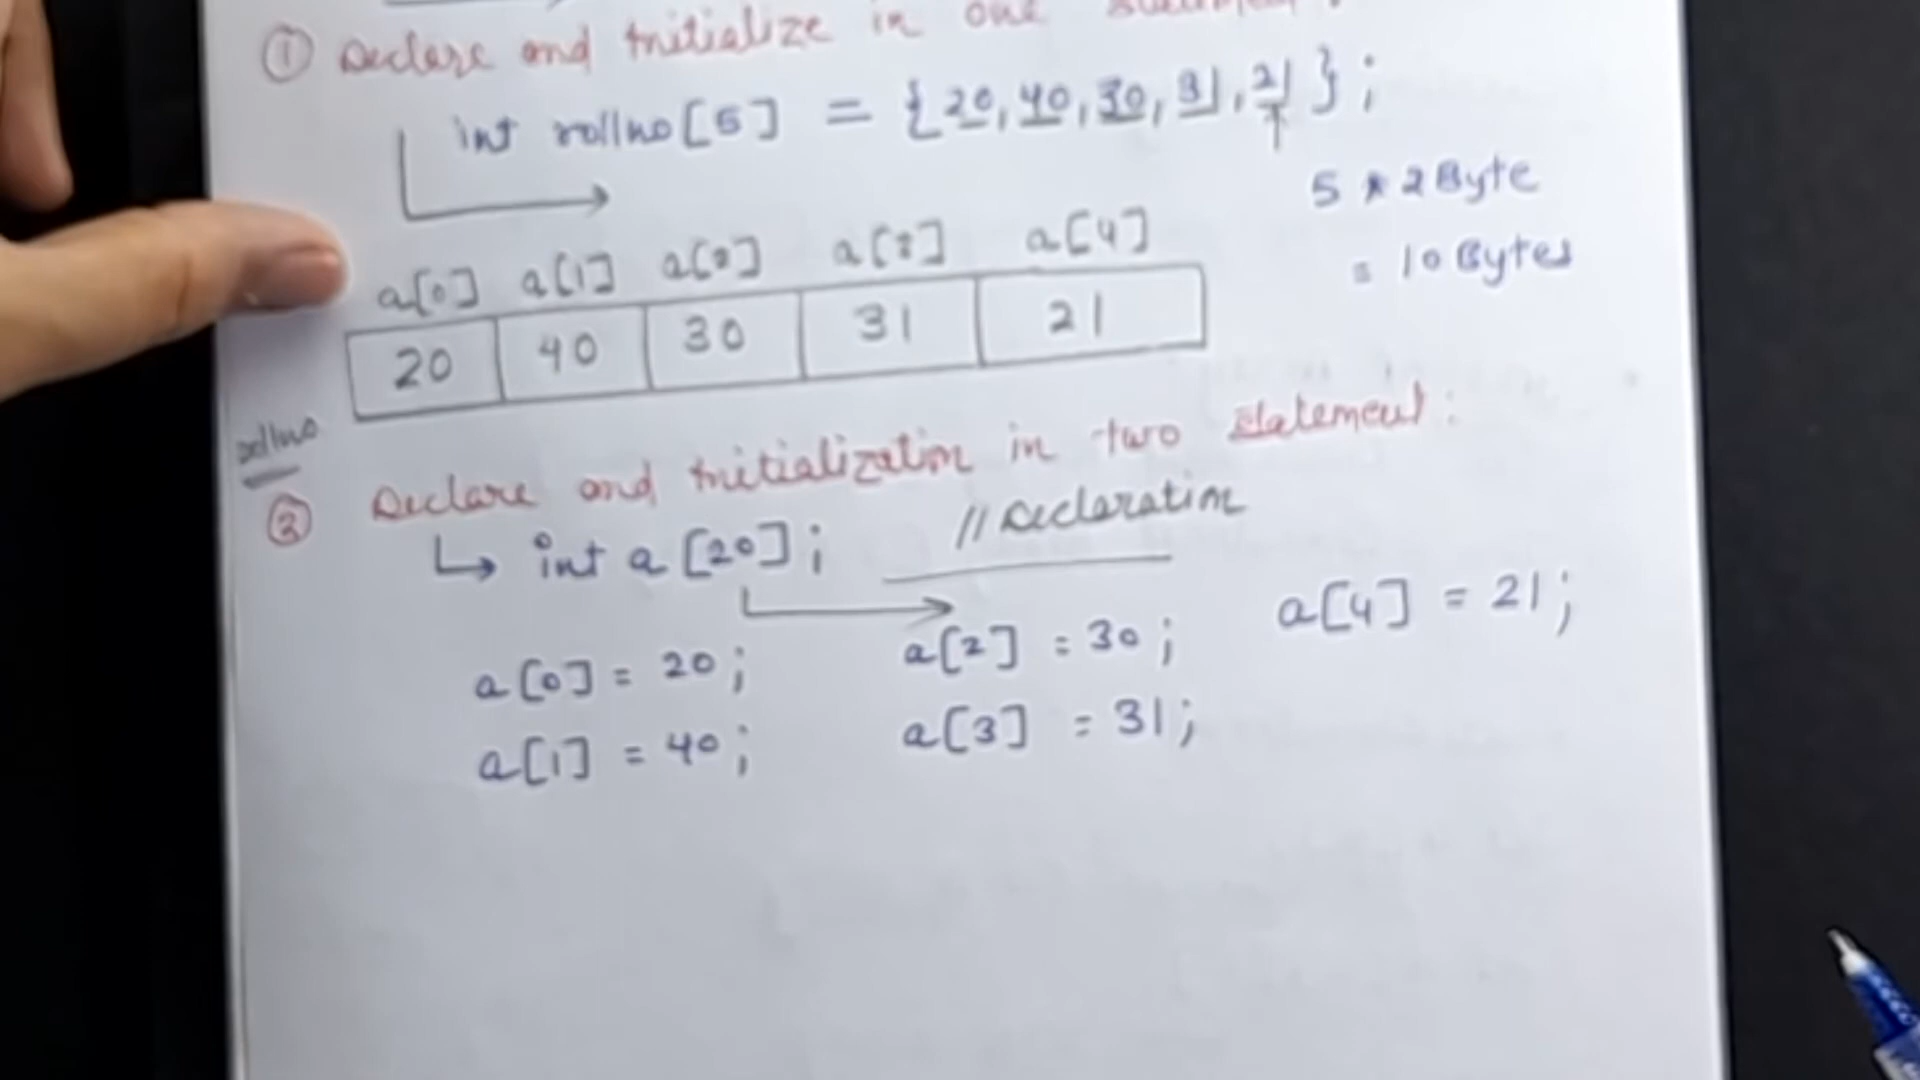 ① Declare and Initialize in one statement:
int rollno[5] = {20,40,30,31,21};
5 * 2 Byte
= 10 Bytes
a[0] a[1] a[2] a[3] a[4]
20 40 30 31 21
rollno
② Declare and Initialization in two statement:
int a[20]; // Declaration
a[0] = 20; a[2] = 30; a[4] = 21;
a[1] = 40; a[3] = 31;